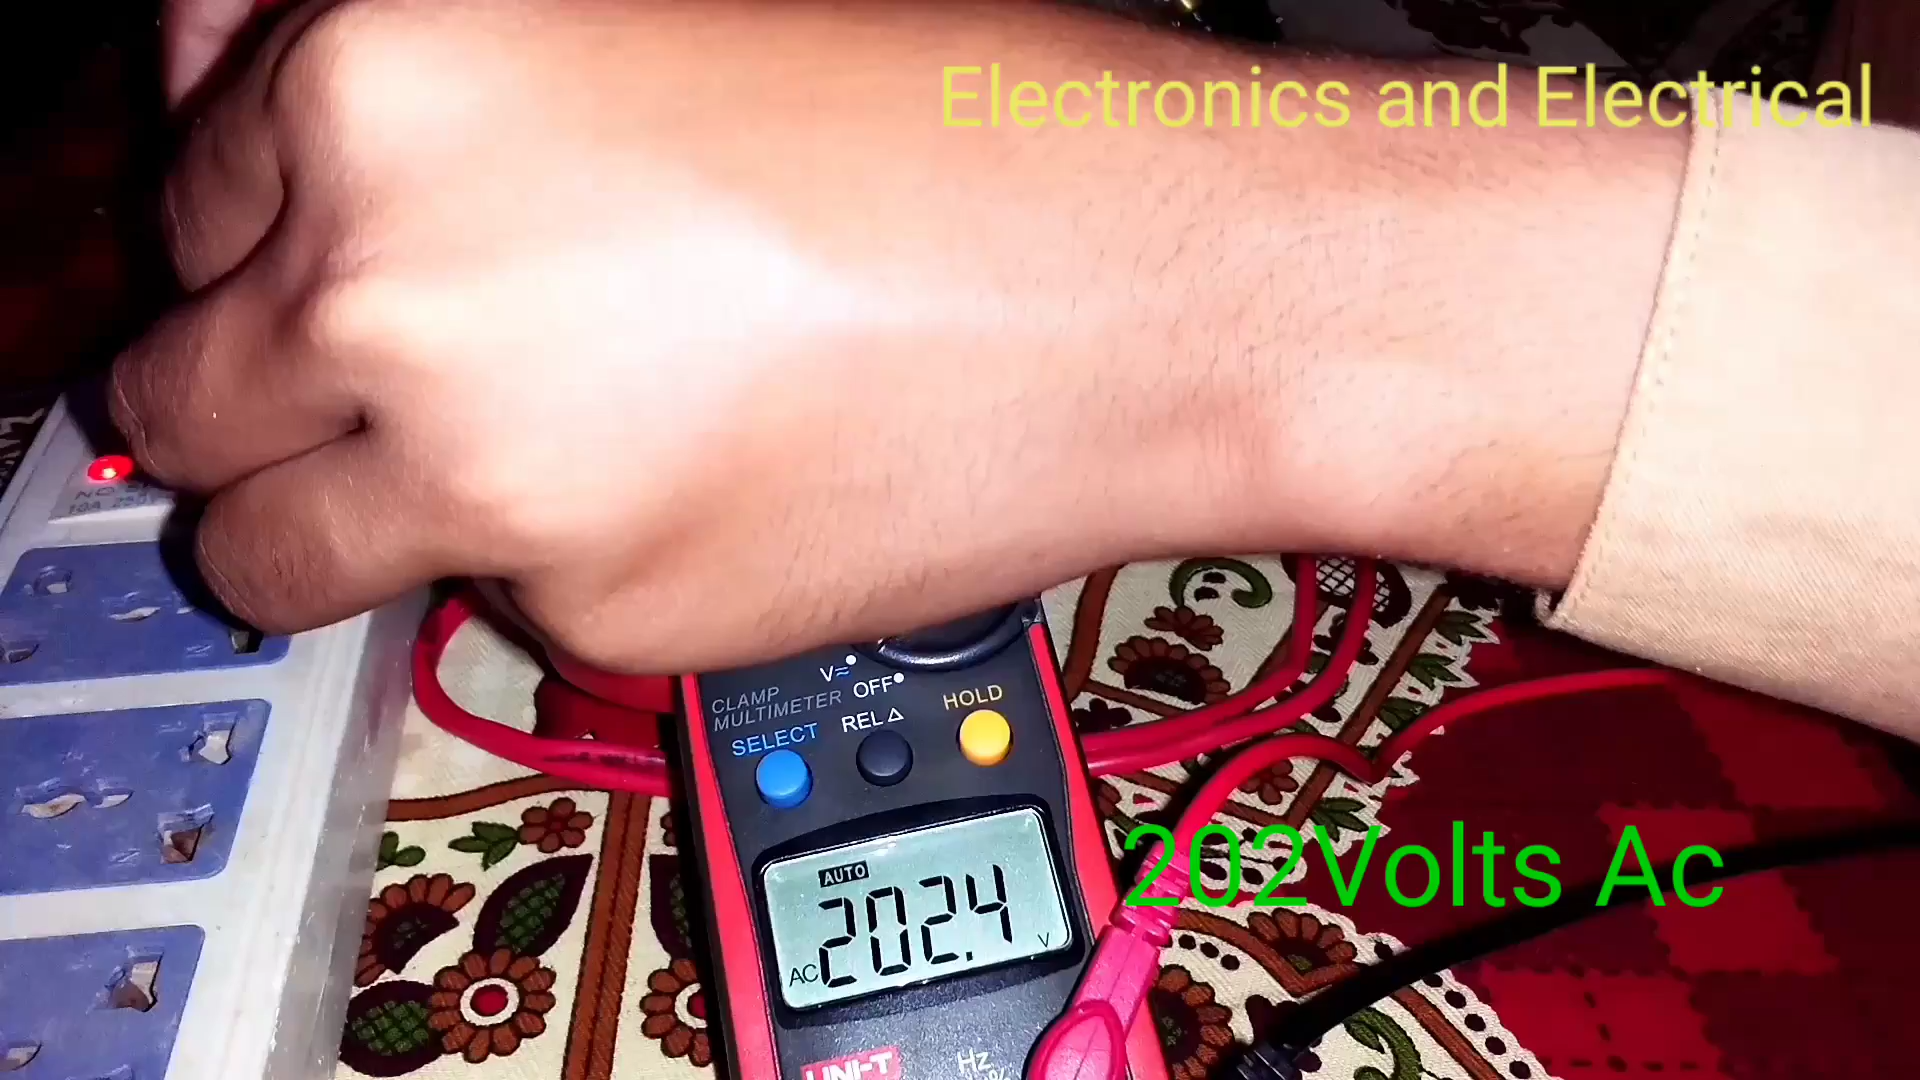 Electronics and Electrical
V≂
OFF
CLAMP
MULTIMETER
SELECT
REL Δ
HOLD
AUTO
AC 202.4 V
202Volts Ac
UNI-T
Hz